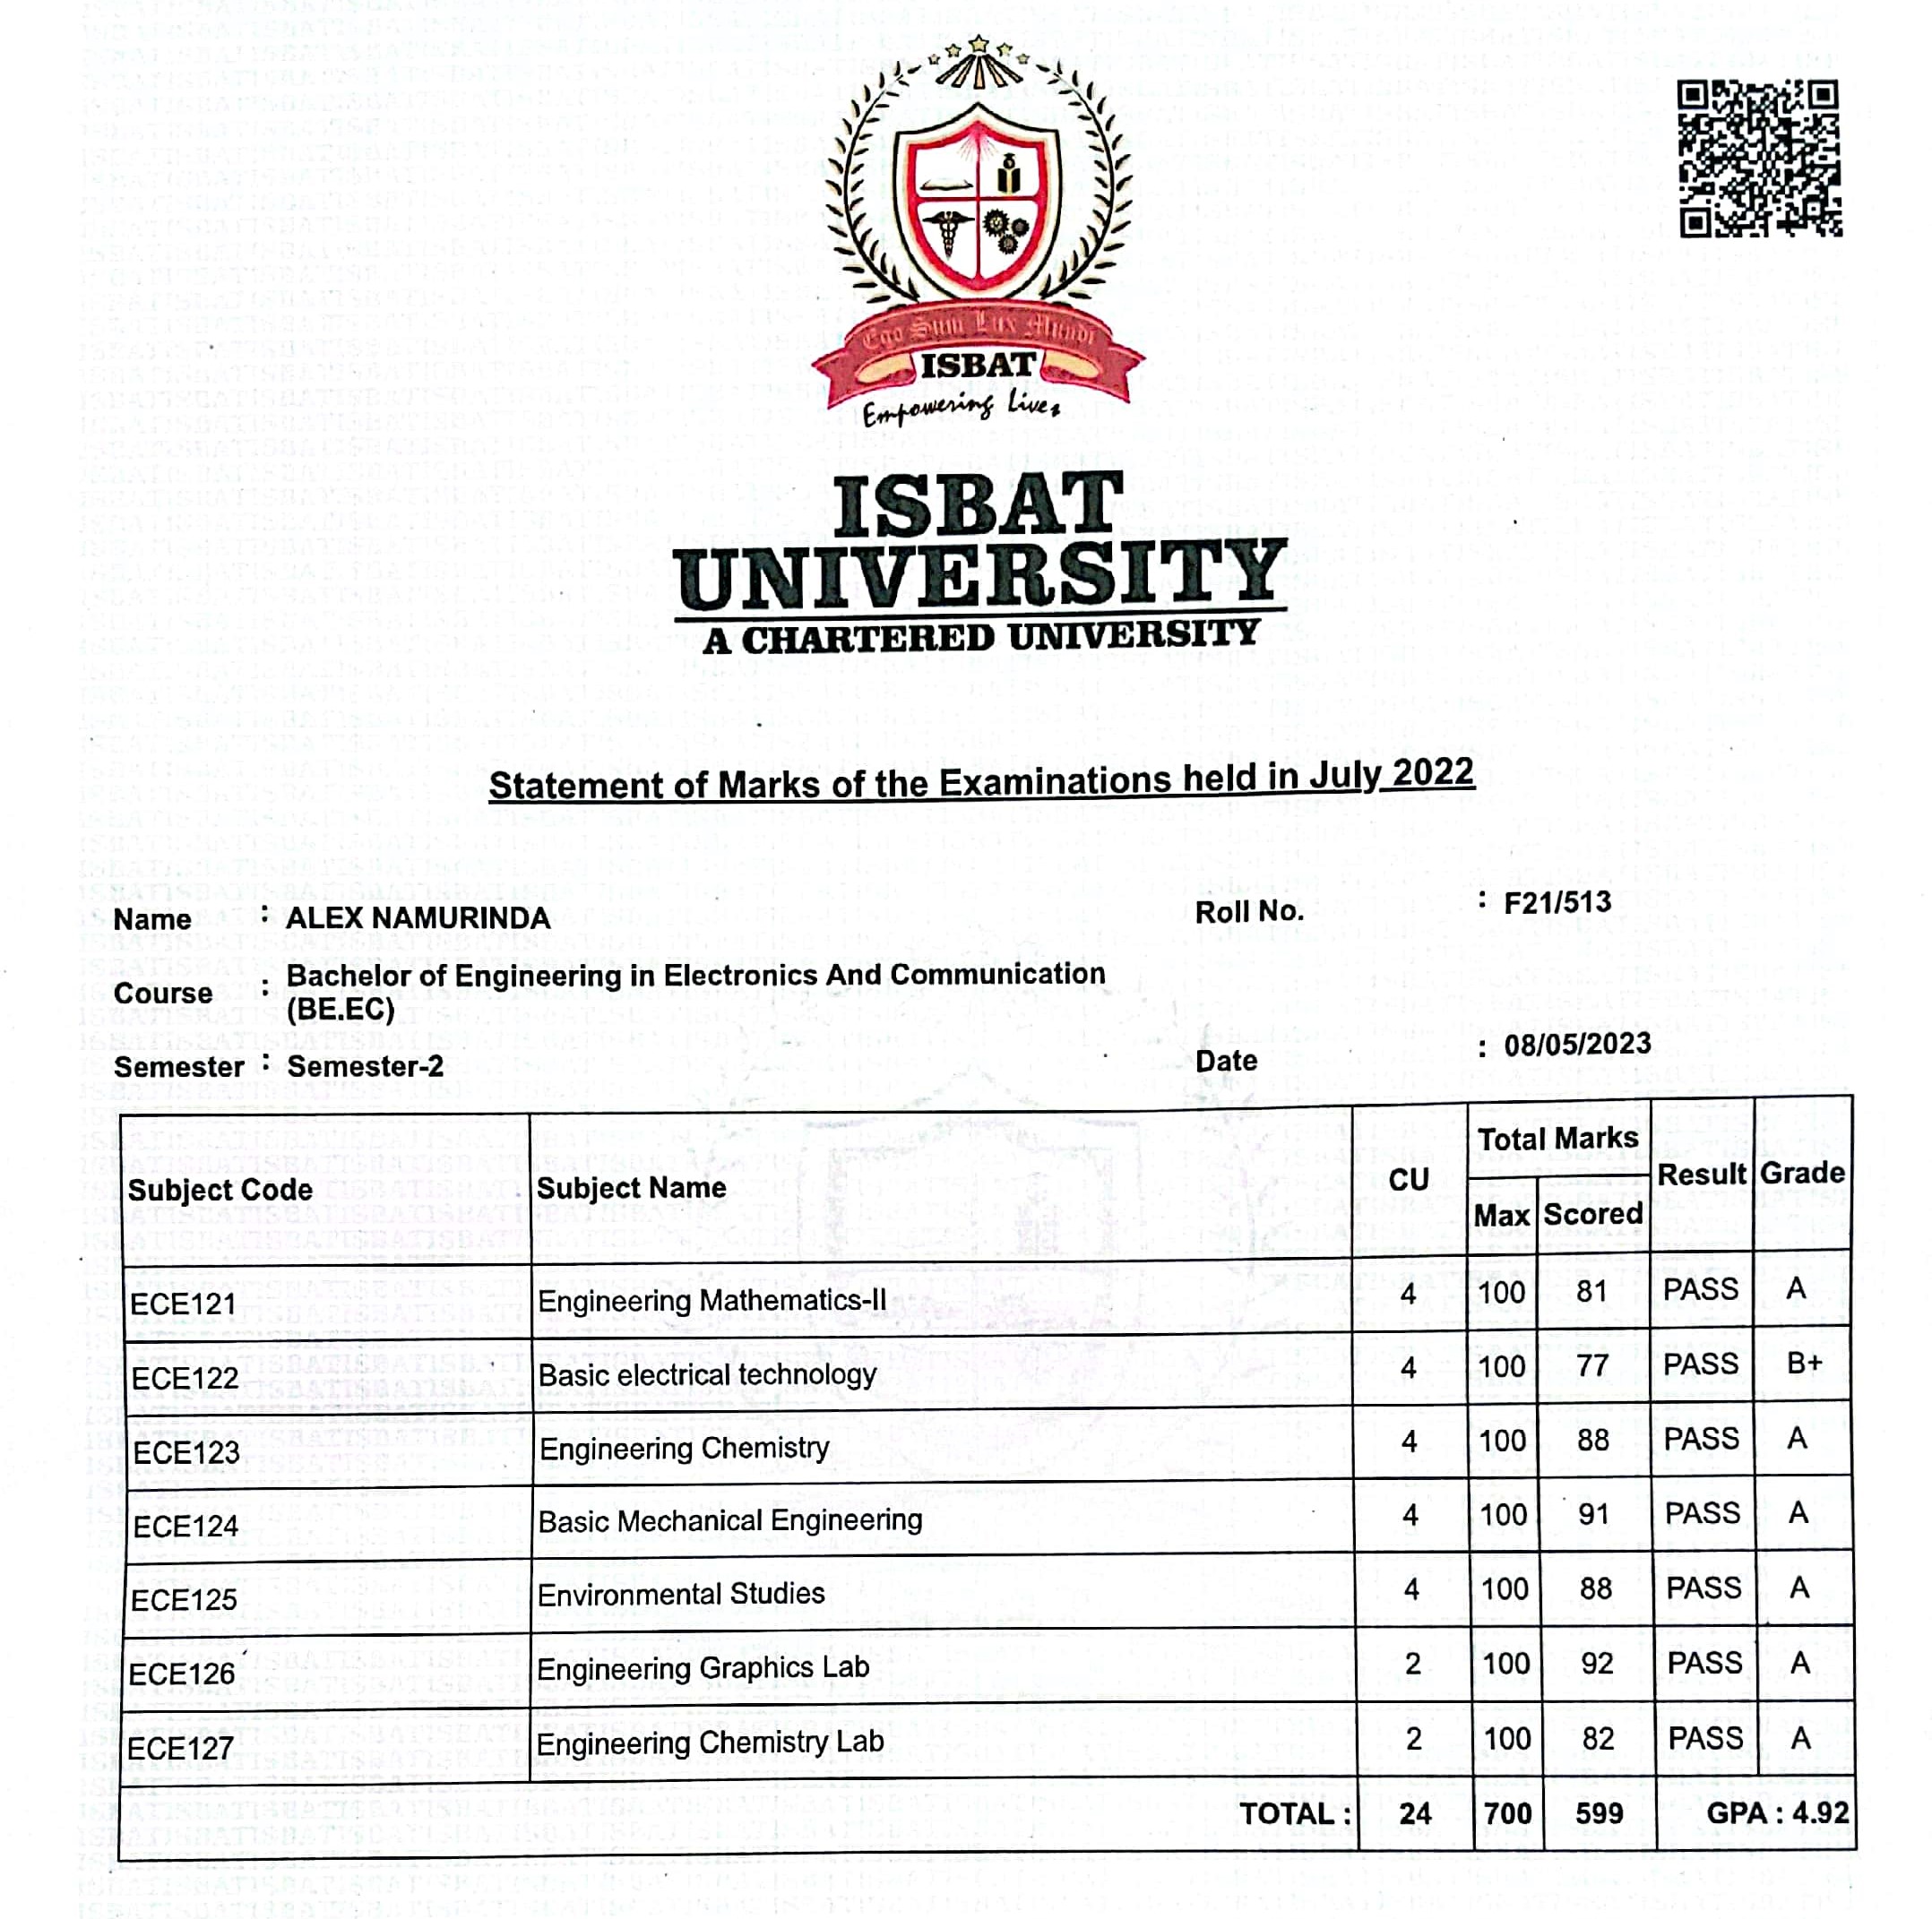 Ego Sum Lux Mundi
ISBAT
Empowering Lives
ISBAT
UNIVERSITY
A CHARTERED UNIVERSITY
Statement of Marks of the Examinations held in July 2022
Name : ALEX NAMURINDA Roll No. : F21/513
Course : Bachelor of Engineering in Electronics And Communication
(BE.EC)
Semester : Semester-2 Date : 08/05/2023
Subject Code Subject Name CU Total Marks Result Grade
Max Scored
ECE121 Engineering Mathematics-II 4 100 81 PASS A
ECE122 Basic electrical technology 4 100 77 PASS B+
ECE123 Engineering Chemistry 4 100 88 PASS A
ECE124 Basic Mechanical Engineering 4 100 91 PASS A
ECE125 Environmental Studies 4 100 88 PASS A
ECE126 Engineering Graphics Lab 2 100 92 PASS A
ECE127 Engineering Chemistry Lab 2 100 82 PASS A
TOTAL : 24 700 599 GPA : 4.92